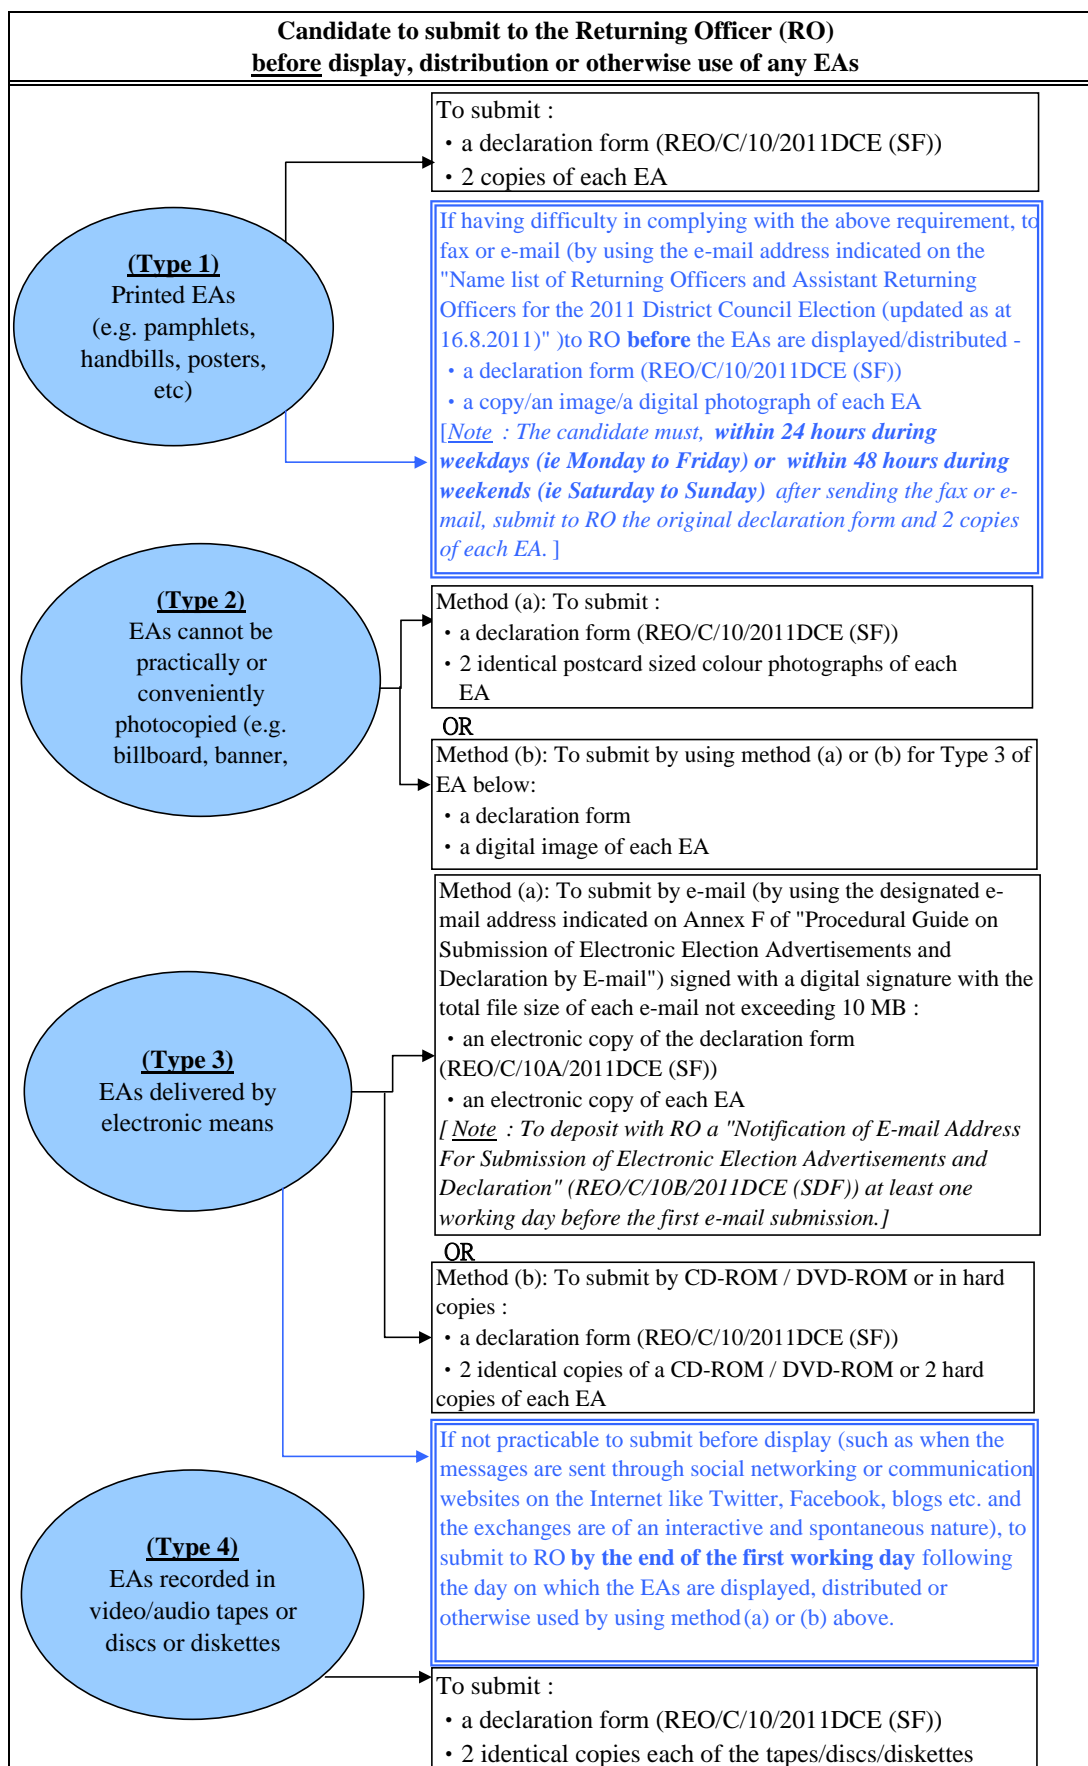 Candidate to submit to the Returning Officer (RO)
before display, distribution or otherwise use of any EAs
(Type 1)
Printed EAs
(e.g. pamphlets,
handbills, posters,
etc)
To submit :
・a declaration form (REO/C/10/2011DCE (SF))
・2 copies of each EA
If having difficulty in complying with the above requirement, to
fax or e-mail (by using the e-mail address indicated on the
"Name list of Returning Officers and Assistant Returning
Officers for the 2011 District Council Election (updated as at
16.8.2011)" )to RO before the EAs are displayed/distributed -
・a declaration form (REO/C/10/2011DCE (SF))
・a copy/an image/a digital photograph of each EA
[Note : The candidate must, within 24 hours during
weekdays (ie Monday to Friday) or within 48 hours during
weekends (ie Saturday to Sunday) after sending the fax or e-
mail, submit to RO the original declaration form and 2 copies
of each EA. ]
(Type 2)
EAs cannot be
practically or
conveniently
photocopied (e.g.
billboard, banner,
Method (a): To submit :
・a declaration form (REO/C/10/2011DCE (SF))
・2 identical postcard sized colour photographs of each
EA
OR
Method (b): To submit by using method (a) or (b) for Type 3 of
EA below:
・a declaration form
・a digital image of each EA
(Type 3)
EAs delivered by
electronic means
Method (a): To submit by e-mail (by using the designated e-
mail address indicated on Annex F of "Procedural Guide on
Submission of Electronic Election Advertisements and
Declaration by E-mail") signed with a digital signature with the
total file size of each e-mail not exceeding 10 MB :
・an electronic copy of the declaration form
(REO/C/10A/2011DCE (SF))
・an electronic copy of each EA
[ Note : To deposit with RO a "Notification of E-mail Address
For Submission of Electronic Election Advertisements and
Declaration" (REO/C/10B/2011DCE (SDF)) at least one
working day before the first e-mail submission.]
OR
Method (b): To submit by CD-ROM / DVD-ROM or in hard
copies :
・a declaration form (REO/C/10/2011DCE (SF))
・2 identical copies of a CD-ROM / DVD-ROM or 2 hard
copies of each EA
If not practicable to submit before display (such as when the
messages are sent through social networking or communication
websites on the Internet like Twitter, Facebook, blogs etc. and
the exchanges are of an interactive and spontaneous nature), to
submit to RO by the end of the first working day following
the day on which the EAs are displayed, distributed or
otherwise used by using method (a) or (b) above.
(Type 4)
EAs recorded in
video/audio tapes or
discs or diskettes
To submit :
・a declaration form (REO/C/10/2011DCE (SF))
・2 identical copies each of the tapes/discs/diskettes